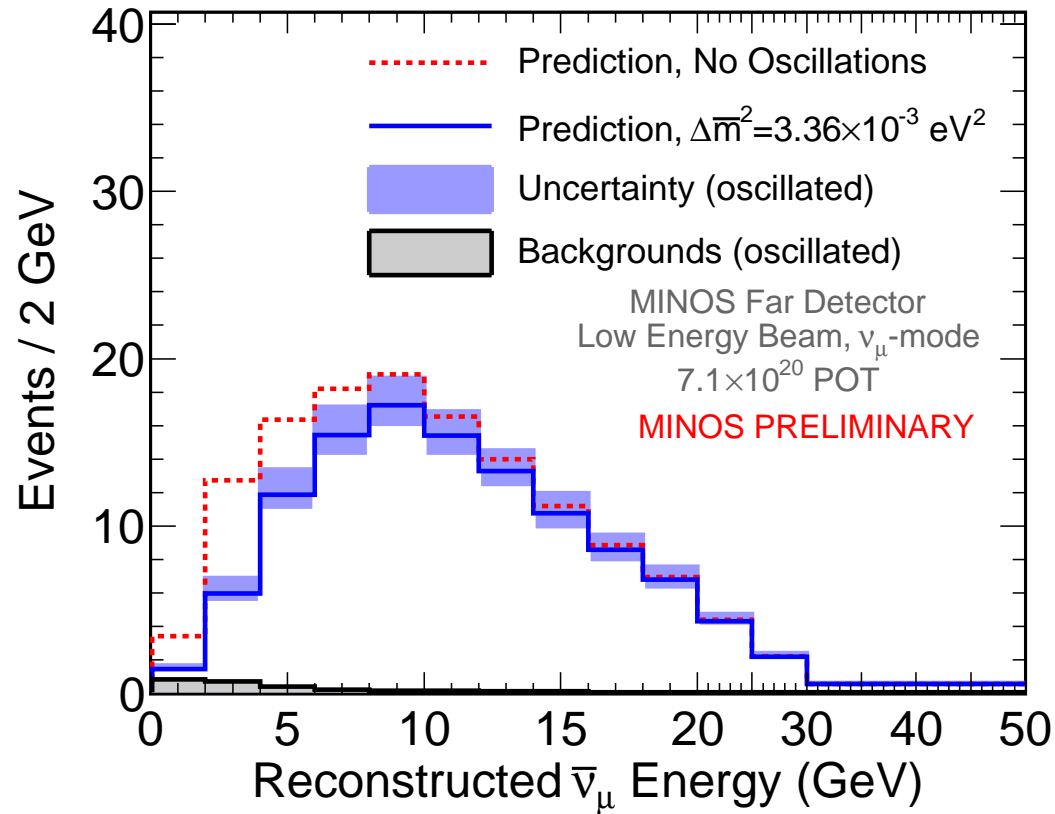 40
30
20
10
0
Events / 2 GeV
Prediction, No Oscillations
Prediction, Δm̅²=3.36×10⁻³ eV²
Uncertainty (oscillated)
Backgrounds (oscillated)
MINOS Far Detector
Low Energy Beam, νμ-mode
7.1×10²⁰ POT
MINOS PRELIMINARY
0 5 10 15 20 30 40 50
Reconstructed ν̅μ Energy (GeV)